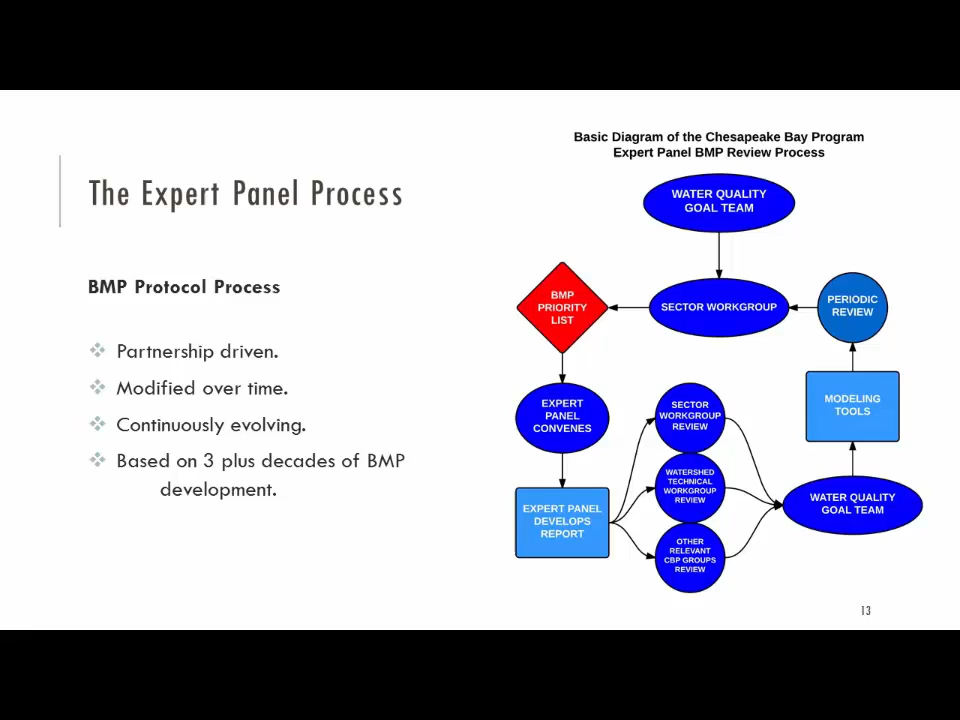 The Expert Panel Process
BMP Protocol Process
Partnership driven.
Modified over time.
Continuously evolving.
Based on 3 plus decades of BMP
development.
Basic Diagram of the Chesapeake Bay Program
Expert Panel BMP Review Process
WATER QUALITY
GOAL TEAM
SECTOR WORKGROUP
BMP
PRIORITY
LIST
EXPERT
PANEL
CONVENES
EXPERT PANEL
DEVELOPS
REPORT
SECTOR
WORKGROUP
REVIEW
WATERSHED
TECHNICAL
WORKGROUP
REVIEW
OTHER
RELEVANT
CBP GROUPS
REVIEW
WATER QUALITY
GOAL TEAM
MODELING
TOOLS
PERIODIC
REVIEW
13